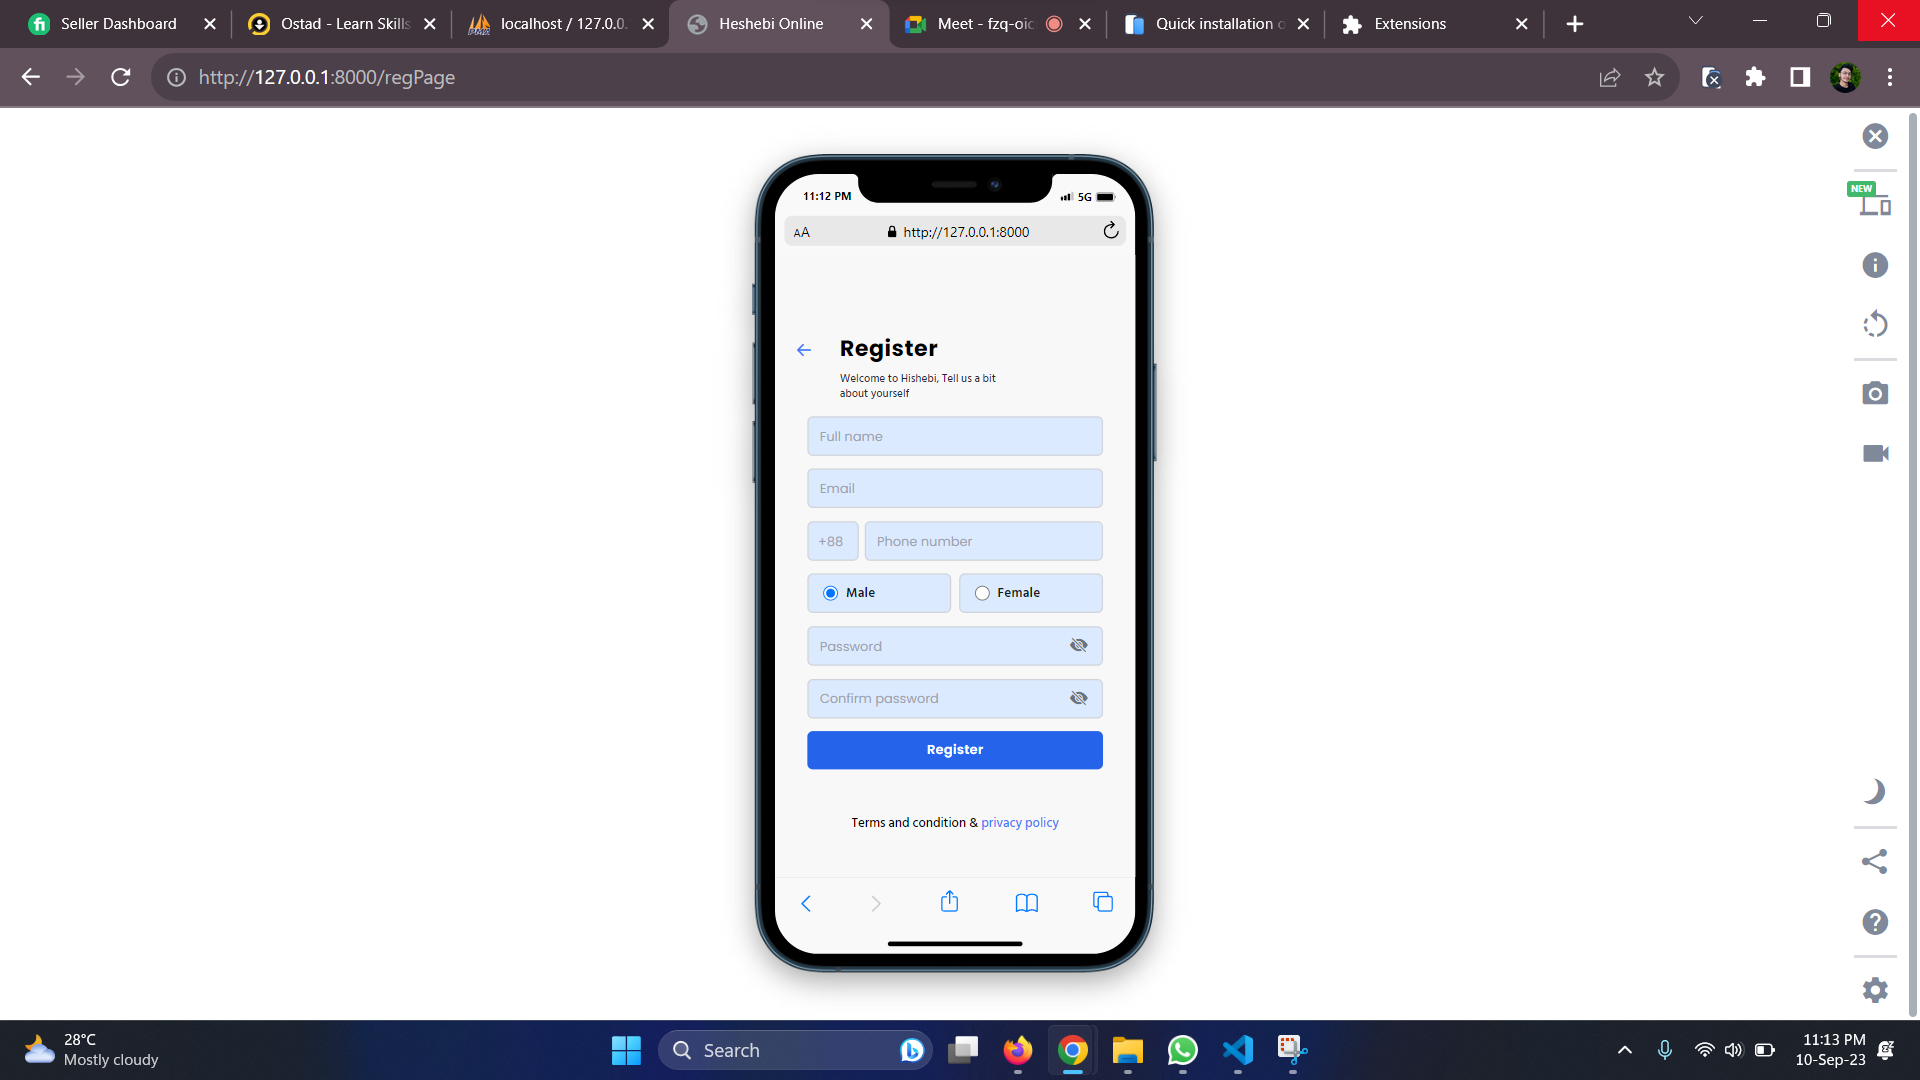 Seller Dashboard
Ostad - Learn Skills
localhost / 127.0.0.
Heshebi Online
Meet - fzq-oic
Quick installation o
Extensions
http://127.0.0.1:8000/regPage
NEW
11:12 PM
5G
AA
http://127.0.0.1:8000
Register
Welcome to Hishebi, Tell us a bit
about yourself
Full name
Email
+88
Phone number
Male
Female
Password
Confirm password
Register
Terms and condition & privacy policy
28°C
Mostly cloudy
Search
11:13 PM
10-Sep-23